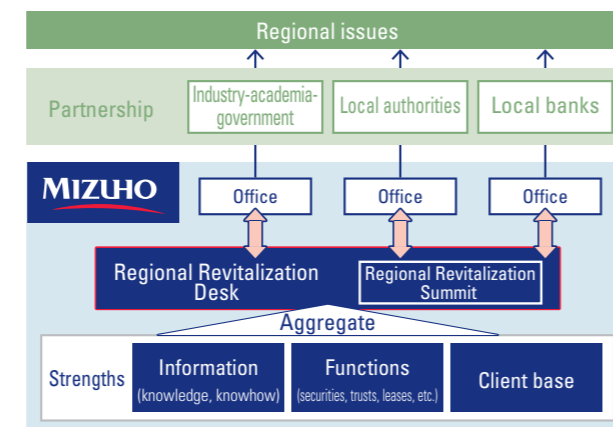 Regional issues
Partnership
Industry-academia-
government
Local authorities
Local banks
MIZUHO
Office
Office
Office
Regional Revitalization
Desk
Regional Revitalization
Summit
Aggregate
Strengths
Information
(knowledge, knowhow)
Functions
(securities, trusts, leases, etc.)
Client base